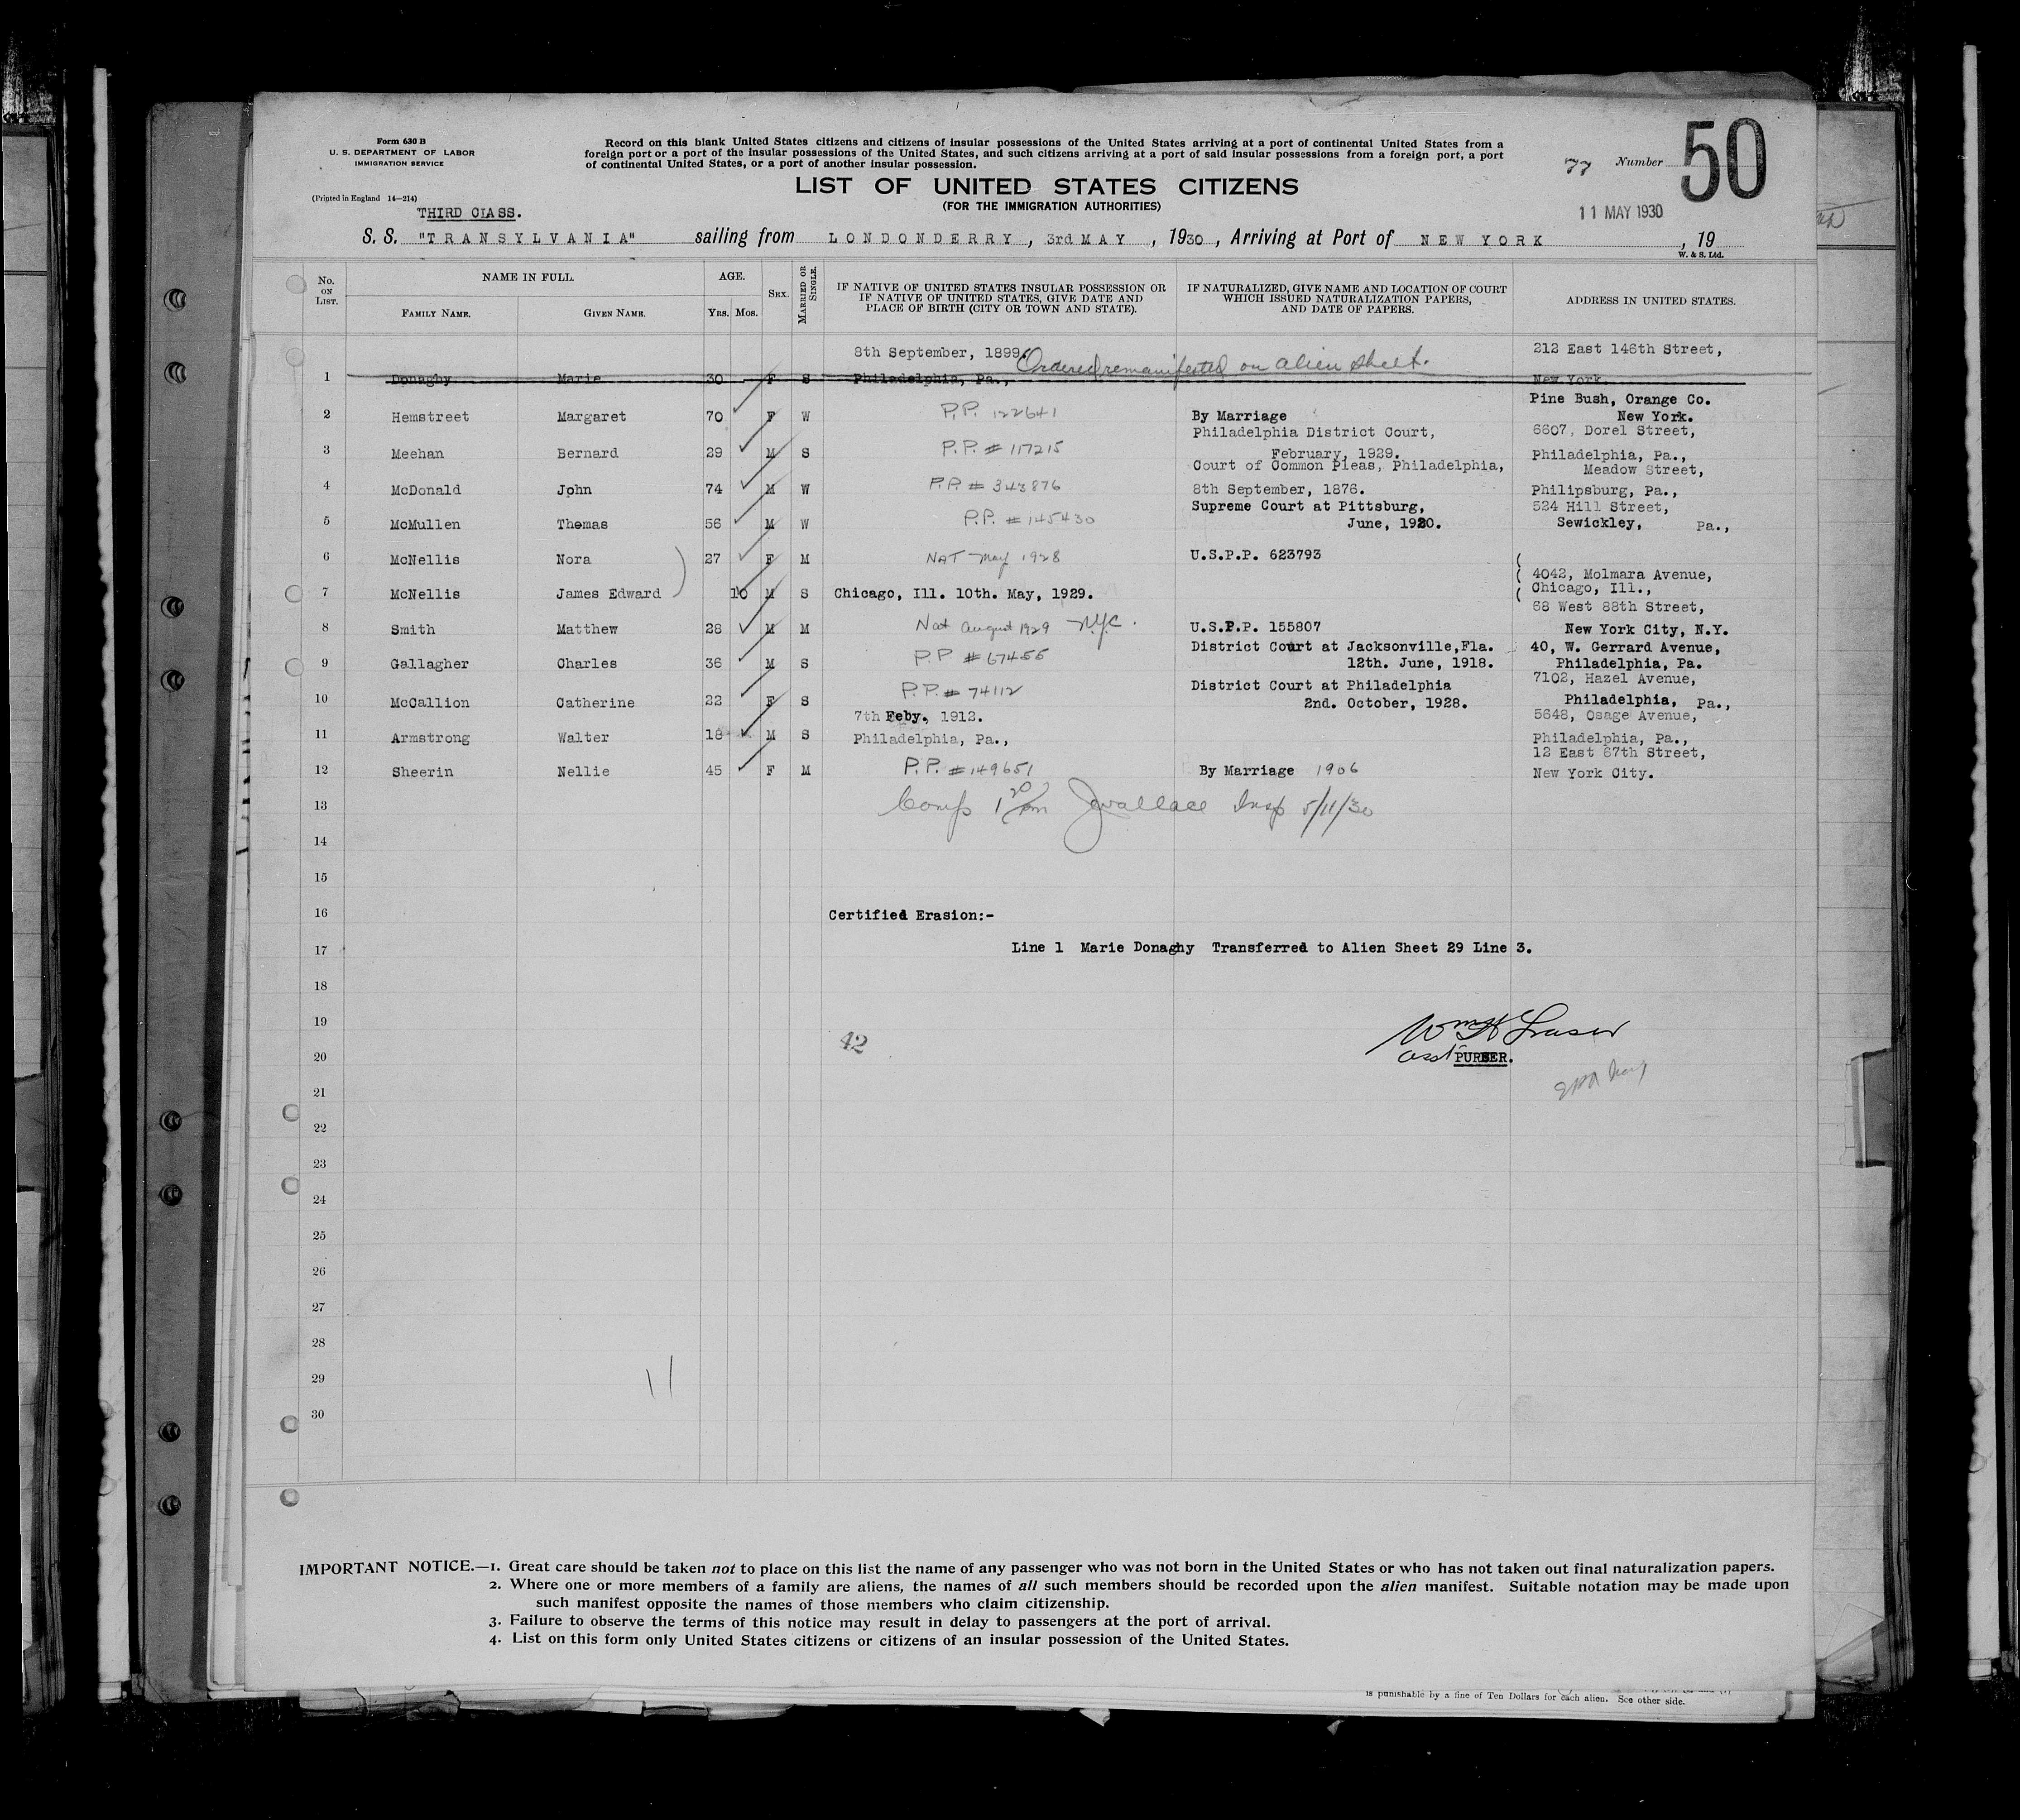 Form 630 B
U. S. DEPARTMENT OF LABOR
IMMIGRATION SERVICE
(Printed in England 14—214)
Record on this blank United States citizens and citizens of insular possessions of the United States arriving at a port of continental United States from a
foreign port or a port of the insular possessions of the United States, and such citizens arriving at a port of said insular possessions from a foreign port, a port
of continental United States, or a port of another insular possession.
77 Number 50
LIST OF UNITED STATES CITIZENS
(FOR THE IMMIGRATION AUTHORITIES)
11 MAY 1930
THIRD CLASS.
S. S. "TRANSYLVANIA" sailing from LONDONDERRY, 3rd MAY, 1930, Arriving at Port of NEW YORK, 19
W. & S. Ltd.
No. ON LIST. NAME IN FULL. FAMILY NAME. GIVEN NAME. AGE. YRS. MOS. SEX. MARRIED OR SINGLE. IF NATIVE OF UNITED STATES INSULAR POSSESSION OR IF NATIVE OF UNITED STATES, GIVE DATE AND PLACE OF BIRTH (CITY OR TOWN AND STATE). IF NATURALIZED, GIVE NAME AND LOCATION OF COURT WHICH ISSUED NATURALIZATION PAPERS, AND DATE OF PAPERS. ADDRESS IN UNITED STATES.
8th September, 1899. Ordered remanifested on alien sheet. 212 East 146th Street,
1 Donaghy Marie 30 F S Philadelphia, Pa., New York.
Pine Bush, Orange Co.
2 Hemstreet Margaret 70 F W P.P. 122641 By Marriage New York.
Philadelphia District Court, 6607, Dorel Street,
3 Meehan Bernard 29 M S P.P. # 117215 February, 1929. Philadelphia, Pa.,
Court of Common Pleas, Philadelphia, Meadow Street,
4 McDonald John 74 M W P.P. # 343876 8th September, 1876. Philipsburg, Pa.,
Supreme Court at Pittsburg, 524 Hill Street,
5 McMullen Thomas 56 M W P.P. # 145430 June, 1920. Sewickley, Pa.,
6 McNellis Nora 27 F M NAT May 1928 U.S.P.P. 623793
4042, Molmara Avenue,
7 McNellis James Edward 10 M S Chicago, Ill. 10th. May, 1929. Chicago, Ill.,
68 West 88th Street,
8 Smith Matthew 28 M M Nat August 1929 N.Y.C. U.S.P.P. 155807 New York City, N.Y.
District Court at Jacksonville,Fla. 40, W. Gerrard Avenue,
9 Gallagher Charles 36 M S P.P # 67455 12th. June, 1918. Philadelphia, Pa.
7102, Hazel Avenue,
10 McCallion Catherine 22 F S P.P. # 74112 District Court at Philadelphia 2nd. October, 1928. Philadelphia, Pa.,
7th Feby. 1912. 5648, Osage Avenue,
11 Armstrong Walter 18 M S Philadelphia, Pa., Philadelphia, Pa.,
12 East 67th Street,
12 Sheerin Nellie 45 F M P.P. # 149651 By Marriage 1906 New York City.
13 Comp 1 20 pm J Wallace Insp 5/11/30
14
15
16 Certified Erasion:-
17 Line 1 Marie Donaghy Transferred to Alien Sheet 29 Line 3.
18
19 Wm H Fraser
42
20 Asst PURSER.
21
22
23
24
25
26
27
28
29 11
30
IMPORTANT NOTICE.—1. Great care should be taken not to place on this list the name of any passenger who was not born in the United States or who has not taken out final naturalization papers.
2. Where one or more members of a family are aliens, the names of all such members should be recorded upon the alien manifest. Suitable notation may be made upon
such manifest opposite the names of those members who claim citizenship.
3. Failure to observe the terms of this notice may result in delay to passengers at the port of arrival.
4. List on this form only United States citizens or citizens of an insular possession of the United States.
is punishable by a fine of Ten Dollars for each alien. See other side.